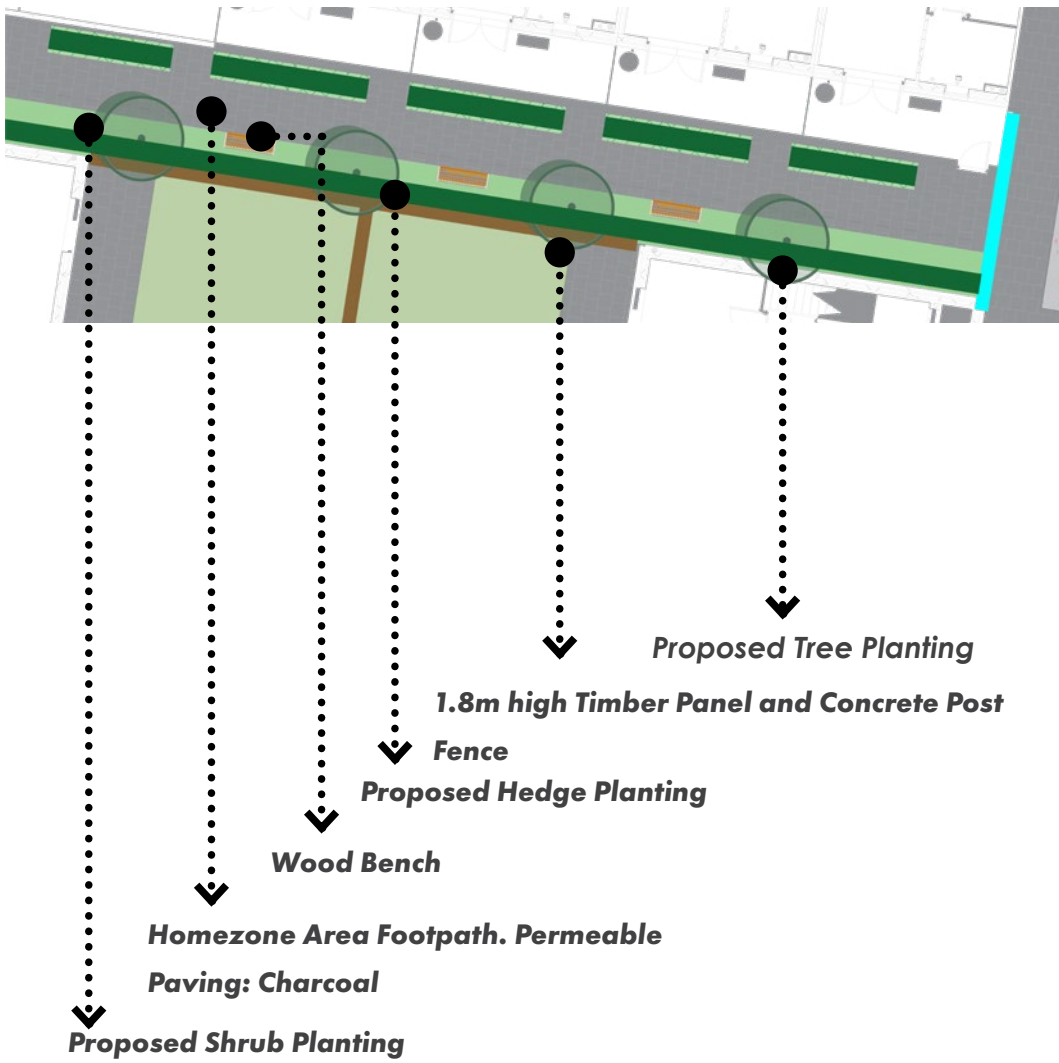 Proposed Tree Planting
1.8m high Timber Panel and Concrete Post
Fence
Proposed Hedge Planting
Wood Bench
Homezone Area Footpath. Permeable
Paving: Charcoal
Proposed Shrub Planting